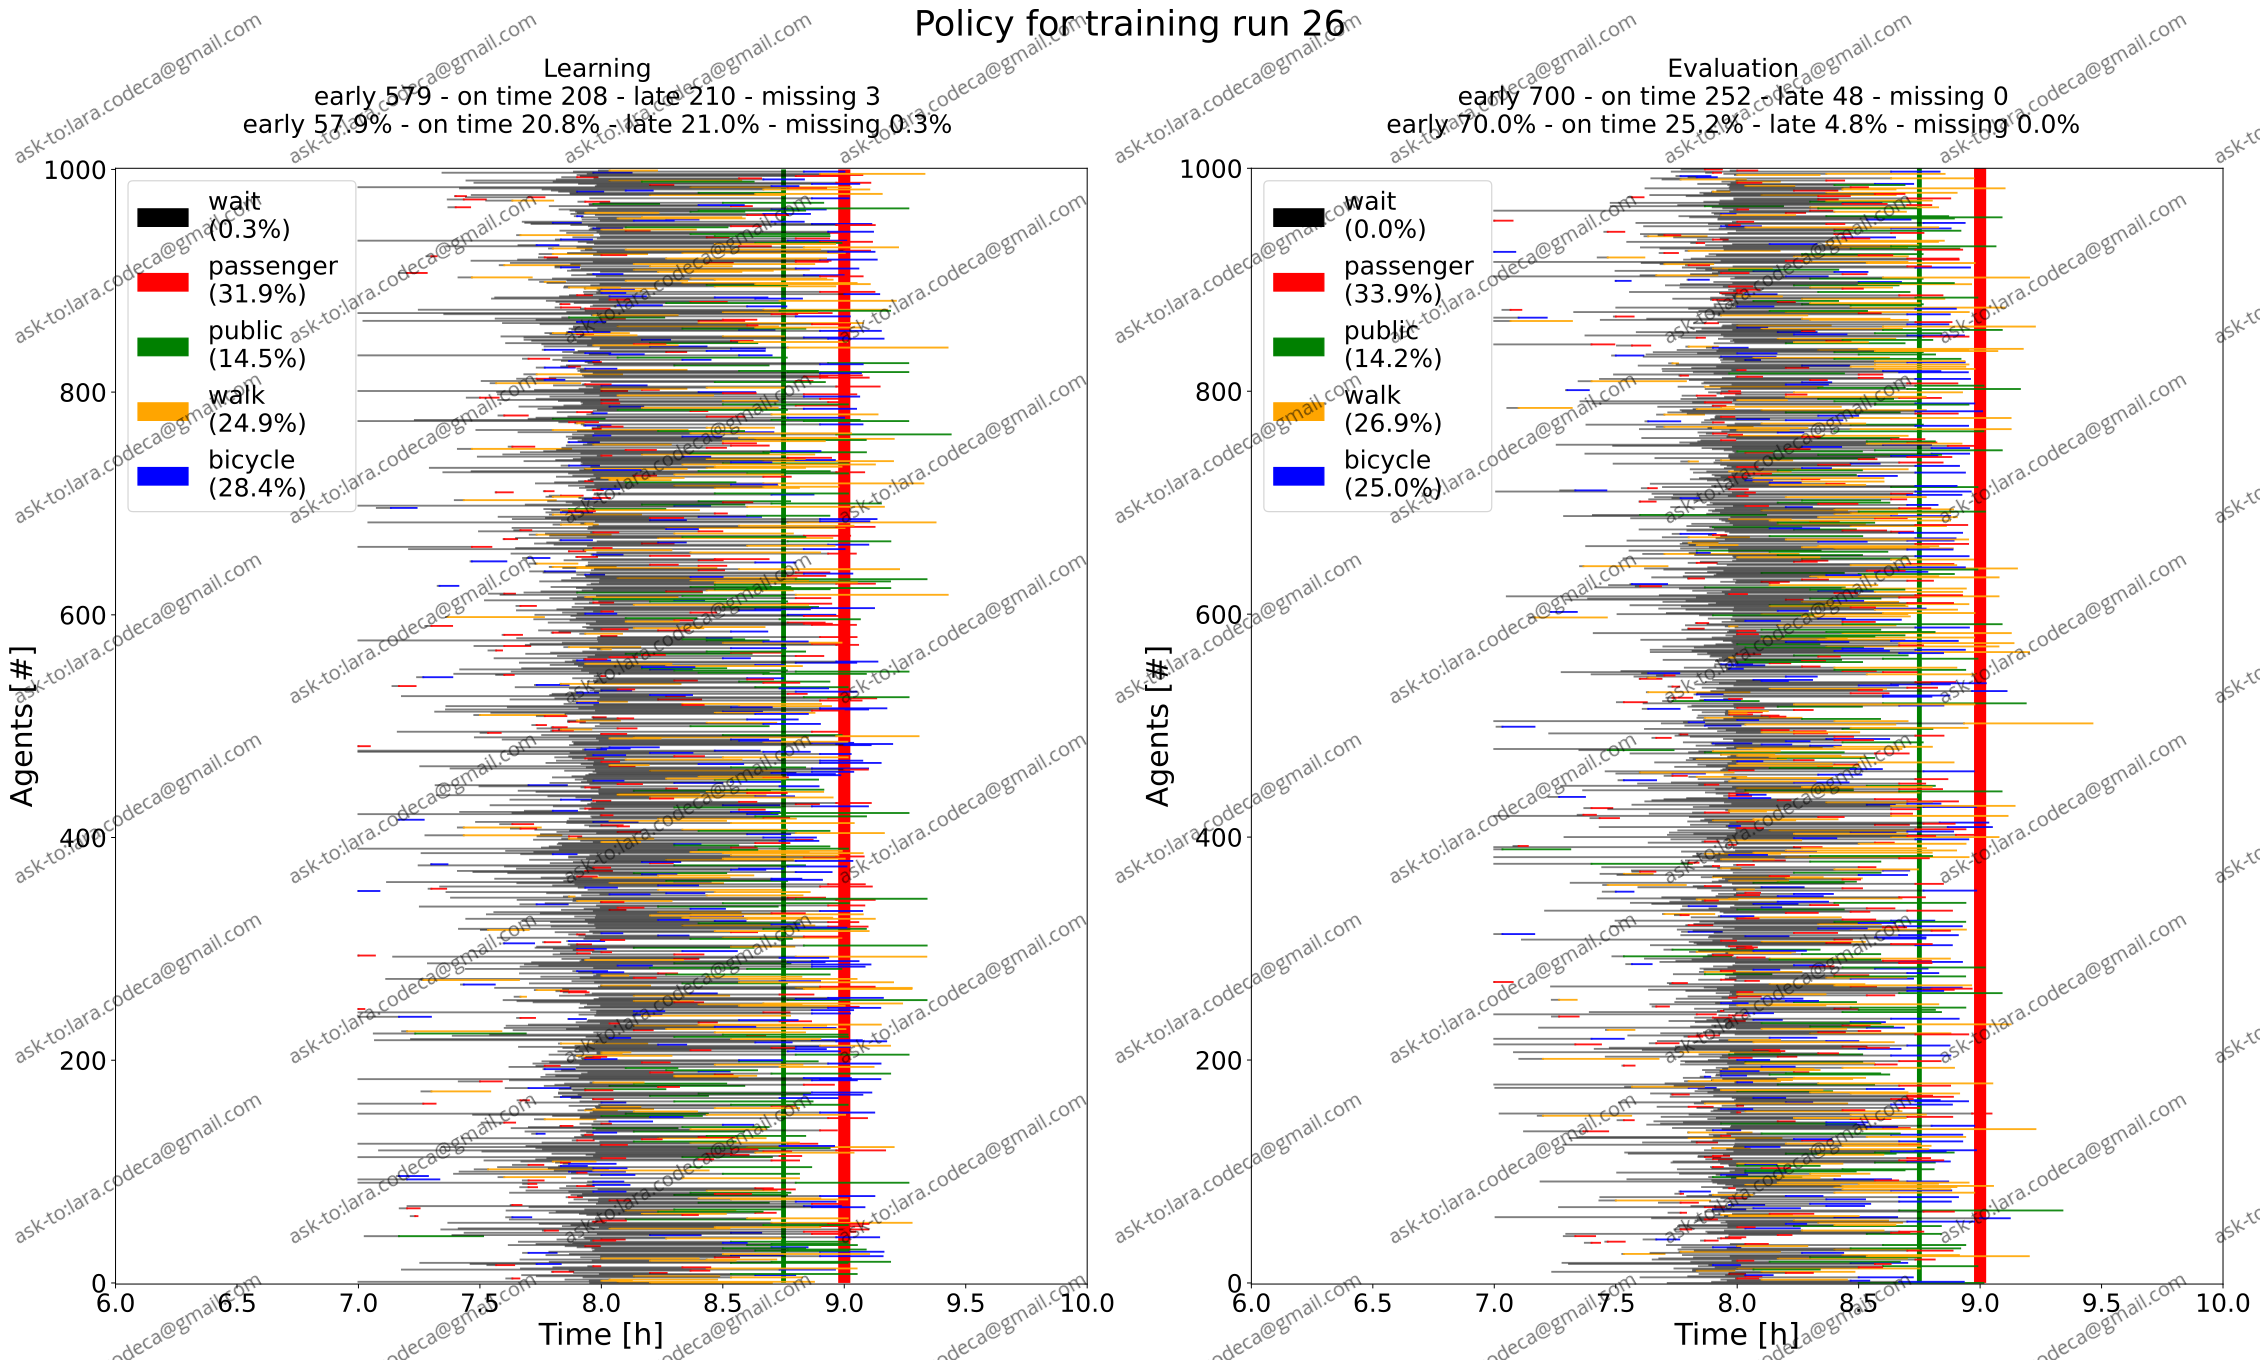 Policy for training run 26
Learning
early 579 - on time 208 - late 210 - missing 3
early 57.9% - on time 20.8% - late 21.0% - missing 0.3%
1000
800
600
400
200
0
Agents [#]
wait
(0.3%)
passenger
(31.9%)
public
(14.5%)
walk
(24.9%)
bicycle
(28.4%)
6.0 6.5 7.0 7.5 8.0 8.5 9.0 9.5 10.0
Time [h]
Evaluation
early 700 - on time 252 - late 48 - missing 0
early 70.0% - on time 25.2% - late 4.8% - missing 0.0%
1000
800
600
400
200
0
Agents [#]
wait
(0.0%)
passenger
(33.9%)
public
(14.2%)
walk
(26.9%)
bicycle
(25.0%)
6.0 6.5 7.0 7.5 8.0 8.5 9.0 9.5 10.0
Time [h]
ask-to:lara.codeca@gmail.com